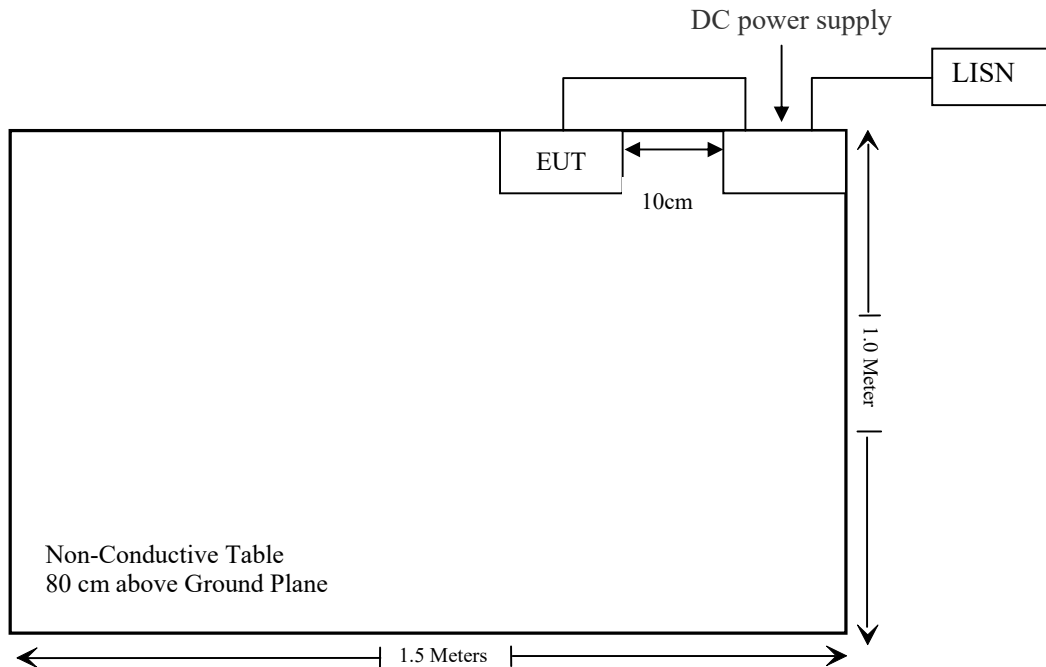 DC power supply
LISN
EUT
10cm
1.0 Meter
Non-Conductive Table
80 cm above Ground Plane
1.5 Meters